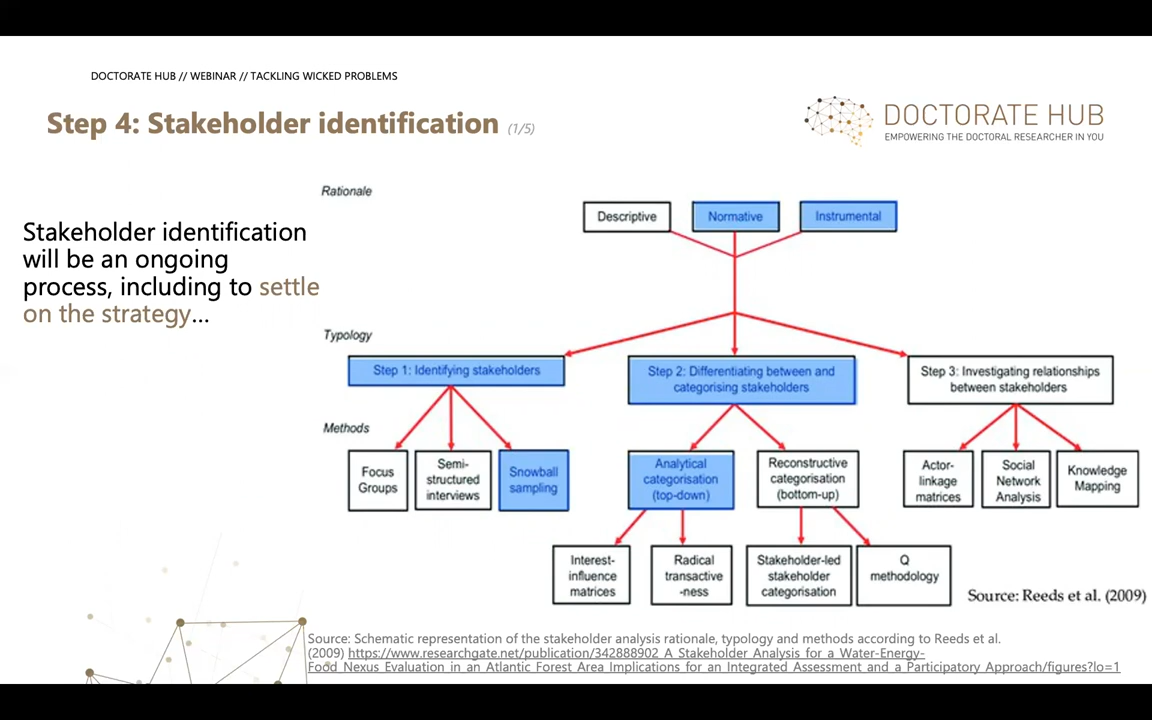 DOCTORATE HUB // WEBINAR // TACKLING WICKED PROBLEMS
Step 4: Stakeholder identification (1/5)
DOCTORATE HUB
EMPOWERING THE DOCTORAL RESEARCHER IN YOU
Stakeholder identification
will be an ongoing
process, including to settle
on the strategy...
Rationale
Descriptive
Normative
Instrumental
Typology
Step 1: Identifying stakeholders
Step 2: Differentiating between and
categorising stakeholders
Step 3: Investigating relationships
between stakeholders
Methods
Focus
Groups
Semi-
structured
interviews
Snowball
sampling
Analytical
categorisation
(top-down)
Reconstructive
categorisation
(bottom-up)
Actor-
linkage
matrices
Social
Network
Analysis
Knowledge
Mapping
Interest-
influence
matrices
Radical
transactive
-ness
Stakeholder-led
stakeholder
categorisation
Q
methodology
Source: Reeds et al. (2009)
Source: Schematic representation of the stakeholder analysis rationale, typology and methods according to Reeds et al.
(2009) https://www.researchgate.net/publication/342888902_A_Stakeholder_Analysis_for_a_Water-Energy-
Food_Nexus_Evaluation_in_an_Atlantic_Forest_Area_Implications_for_an_Integrated_Assessment_and_a_Participatory_Approach/figures?lo=1